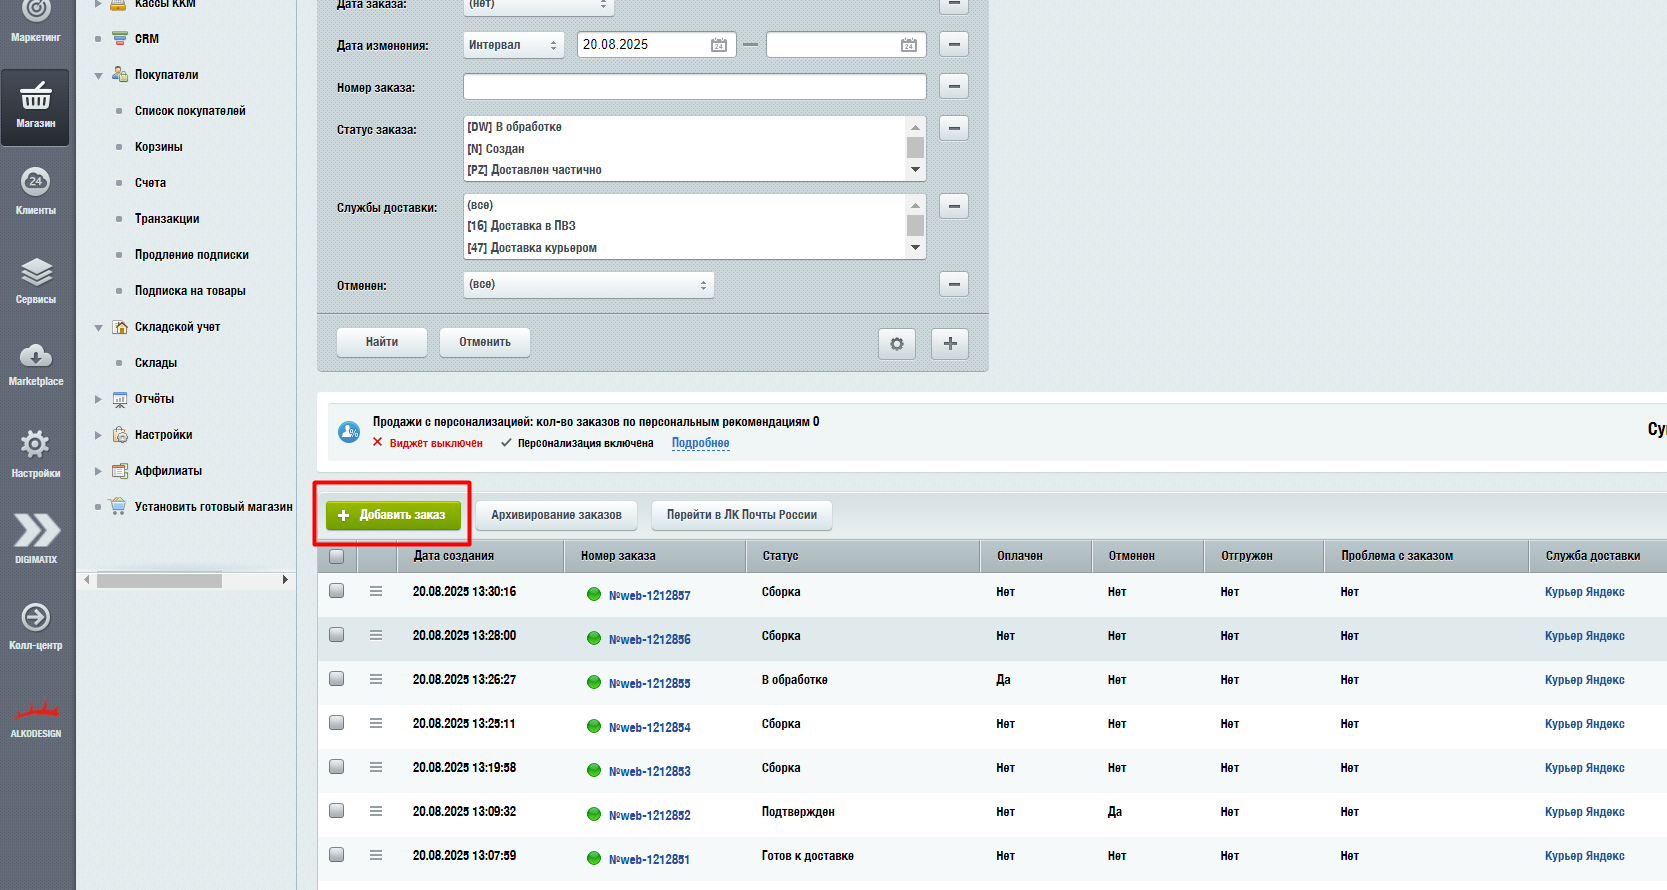 Маркетинг
Магазин
24
Клиенты
Сервисы
Marketplace
Настройки
DIGIMATIX
Колл-центр
ALKODESIGN
Кассы ККМ
CRM
Покупатели
Список покупателей
Корзины
Счета
Транзакции
Продление подписки
Подписка на товары
Складской учет
Склады
Отчёты
Настройки
Аффилиаты
Установить готовый магазин
Дата заказа: (нет)
Дата изменения: Интервал 20.08.2025 — 
Номер заказа:
Статус заказа: [DW] В обработке
[N] Создан
[PZ] Доставлен частично
Службы доставки: (все)
[16] Доставка в ПВЗ
[47] Доставка курьером
Отменен: (все)
Найти Отменить
Продажи с персонализацией: кол-во заказов по персональным рекомендациям 0
Виджет выключен Персонализация включена Подробнее
Добавить заказ Архивирование заказов Перейти в ЛК Почты России
Дата создания Номер заказа Статус Оплачен Отменен Отгружен Проблема с заказом Служба доставки
20.08.2025 13:30:16 №web-1212857 Сборка Нет Нет Нет Нет Курьер Яндекс
20.08.2025 13:28:00 №web-1212856 Сборка Нет Нет Нет Нет Курьер Яндекс
20.08.2025 13:26:27 №web-1212855 В обработке Да Нет Нет Нет Курьер Яндекс
20.08.2025 13:25:11 №web-1212854 Сборка Нет Нет Нет Нет Курьер Яндекс
20.08.2025 13:19:58 №web-1212853 Сборка Нет Нет Нет Нет Курьер Яндекс
20.08.2025 13:09:32 №web-1212852 Подтвержден Нет Да Нет Нет Курьер Яндекс
20.08.2025 13:07:59 №web-1212851 Готов к доставке Нет Нет Нет Нет Курьер Яндекс